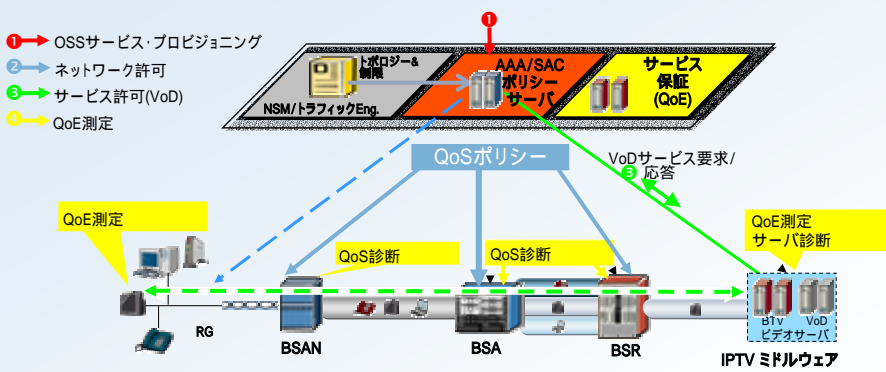 ❶ OSSサービス・プロビジョニング
❷ ネットワーク許可
❸ サービス許可(VoD)
❹ QoE測定
❶
トポロジー&
制限
NSM/トラフィックEng.
AAA/SAC
ポリシー
サーバ
サービス
保証
(QoE)
QoSポリシー
VoDサービス要求/
❸ 応答
QoE測定
QoS診断
QoS診断
QoE測定
サーバ診断
RG
BSAN
BSA
BSR
BTV VoD
ビデオサーバ
IPTV ミドルウェア